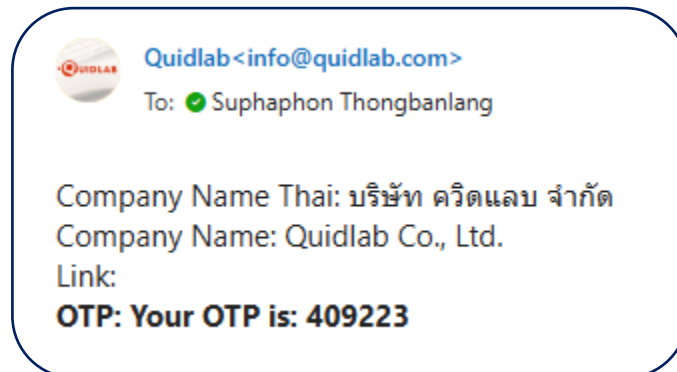 QUIDLAB
Quidlab<info@quidlab.com>
To: Suphaphon Thongbanlang
Company Name Thai: บริษัท ควิดแลบ จำกัด
Company Name: Quidlab Co., Ltd.
Link:
OTP: Your OTP is: 409223